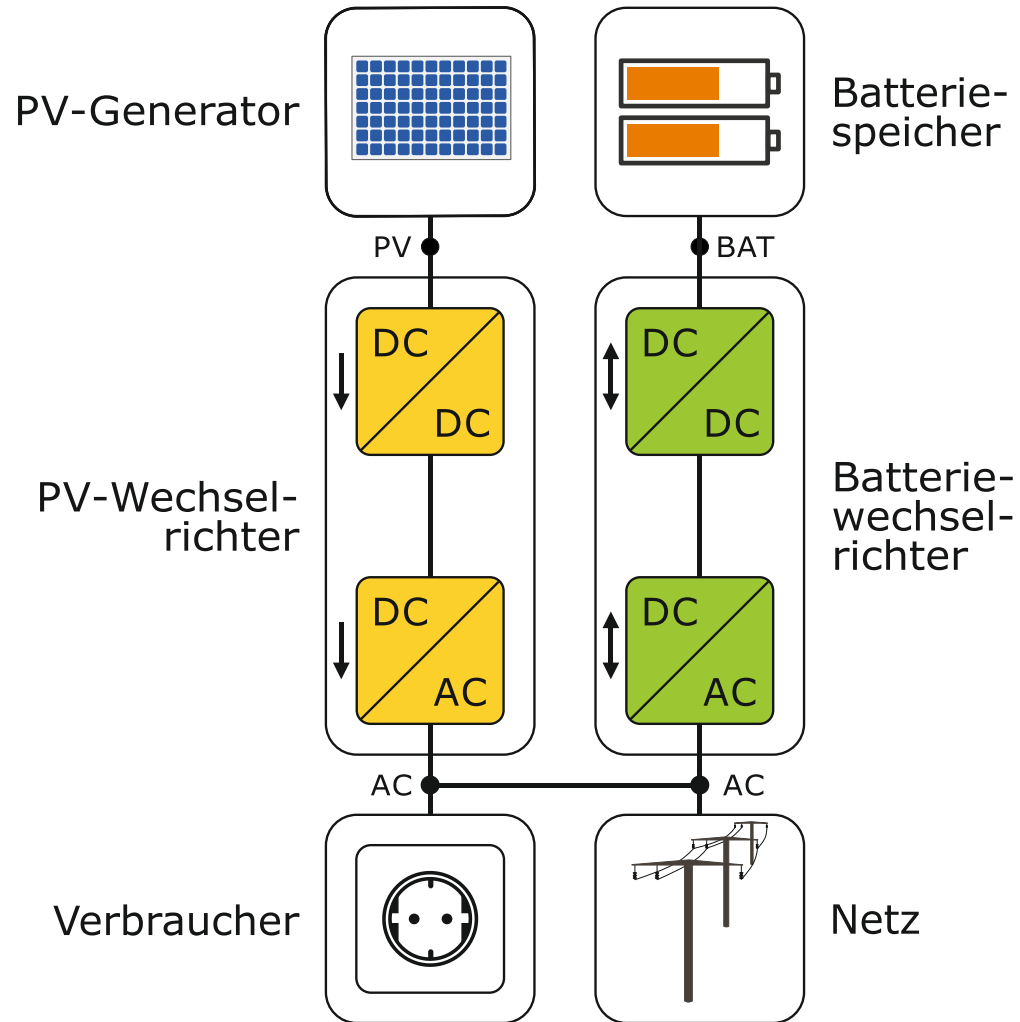 PV-Generator
Batterie-
speicher
PV
BAT
DC
DC
DC
DC
PV-Wechsel-
richter
Batterie-
wechsel-
richter
DC
AC
DC
AC
AC
AC
Verbraucher
Netz